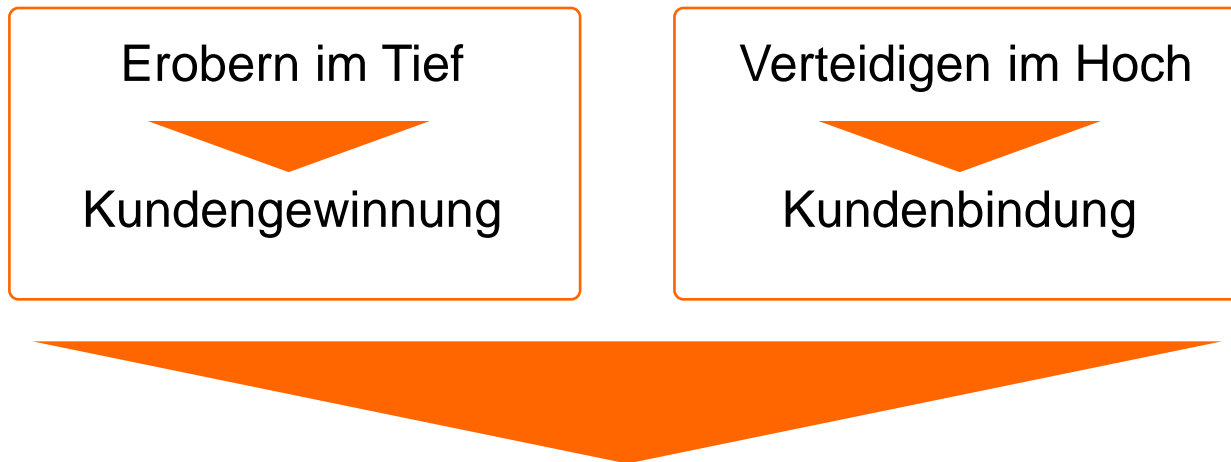 Erobern im Tief
Kundengewinnung
Verteidigen im Hoch
Kundenbindung